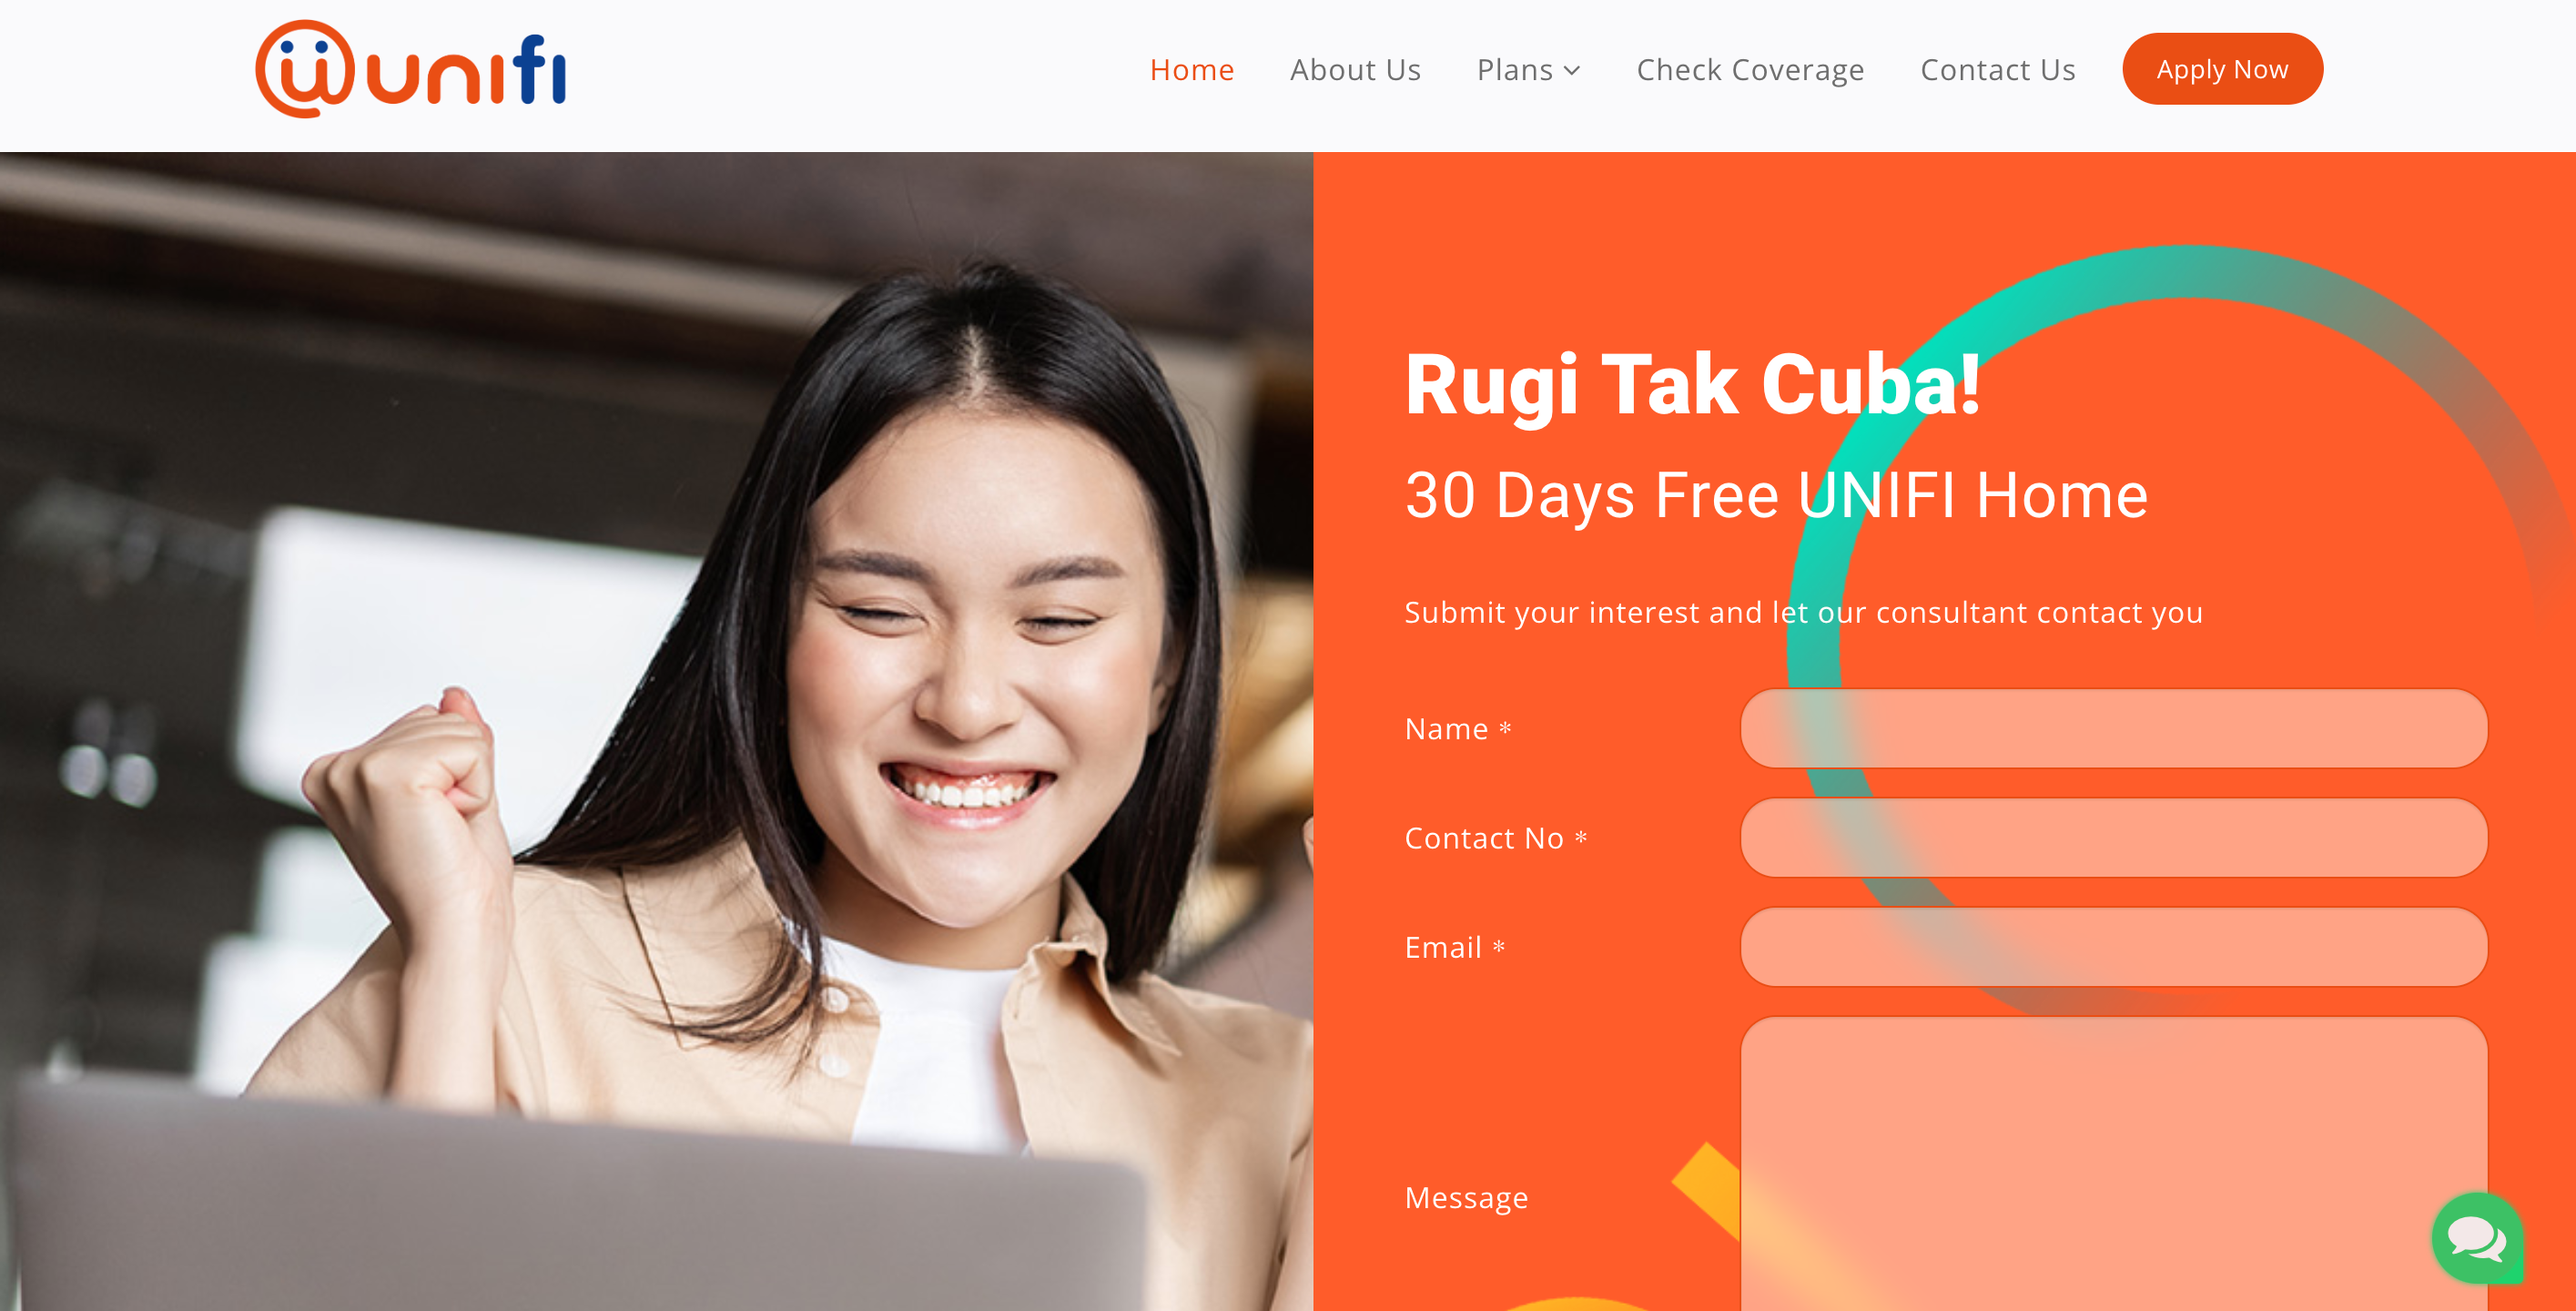 unifi
Home
About Us
Plans
Check Coverage
Contact Us
Apply Now
Rugi Tak Cuba!
30 Days Free UNIFI Home
Submit your interest and let our consultant contact you
Name *
Contact No *
Email *
Message